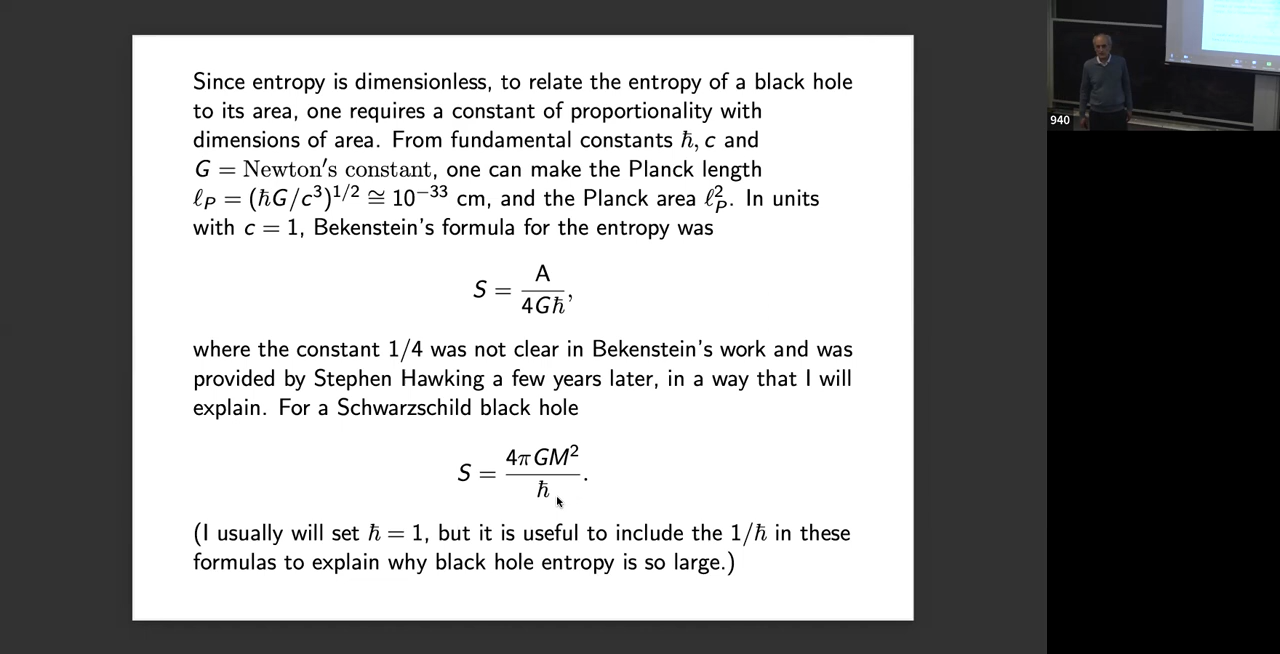 Since entropy is dimensionless, to relate the entropy of a black hole
to its area, one requires a constant of proportionality with
dimensions of area. From fundamental constants ℏ, c and
G = Newton's constant, one can make the Planck length
ℓ_P = (ℏG/c³)^{1/2} ≅ 10^{−33} cm, and the Planck area ℓ_P^2. In units
with c = 1, Bekenstein's formula for the entropy was
S = A/4Gℏ,
where the constant 1/4 was not clear in Bekenstein's work and was
provided by Stephen Hawking a few years later, in a way that I will
explain. For a Schwarzschild black hole
S = 4πGM²/ℏ.
(I usually will set ℏ = 1, but it is useful to include the 1/ℏ in these
formulas to explain why black hole entropy is so large.)
940